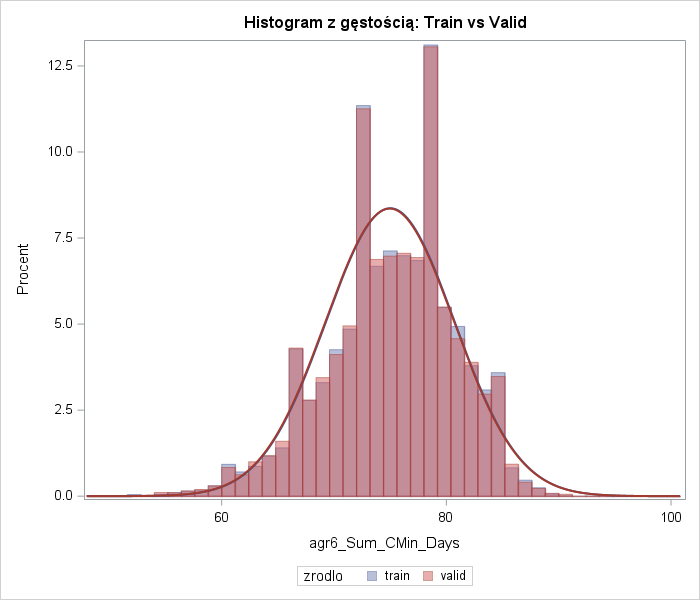 Histogram z gęstością: Train vs Valid
12.5
10.0
7.5
5.0
2.5
0.0
Procent
60 80 100
agr6_Sum_CMin_Days
zrodlo train valid